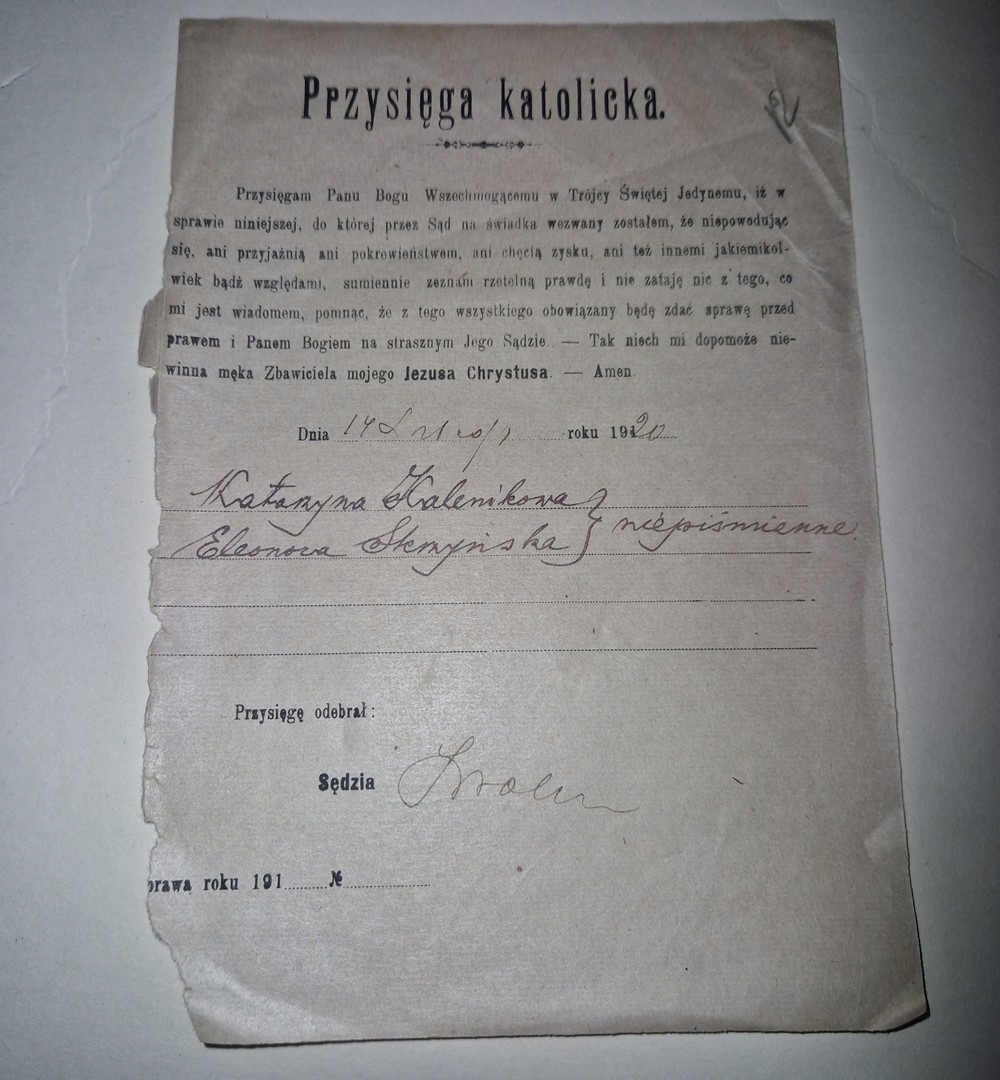 Przysięga katolicka.
12
Przysięgam Panu Bogu Wszechmogącemu w Trójcy Świętej Jedynemu, iż w
sprawie niniejszej, do której przez Sąd na świadka wezwany zostałem, że niepowodując
się, ani przyjaźnią ani pokrewieństwem, ani chęcią zysku, ani też innemi jakiemikol-
wiek bądź względami, sumiennie zeznam rzetelną prawdę i nie zataję nic z tego, co
mi jest wiadomem, pomnąc, że z tego wszystkiego obowiązany będę zdać sprawę przed
prawem i Panem Bogiem na strasznym Jego Sądzie. — Tak niech mi dopomoże nie-
winna męka Zbawiciela mojego Jezusa Chrystusa. — Amen.
Dnia 14 roku 1920
Katarzyna Kalenikowa } niepiśmienne.
Eleonora Skrzyńska
Przysięgę odebrał:
Sędzia
prawa roku 191 №